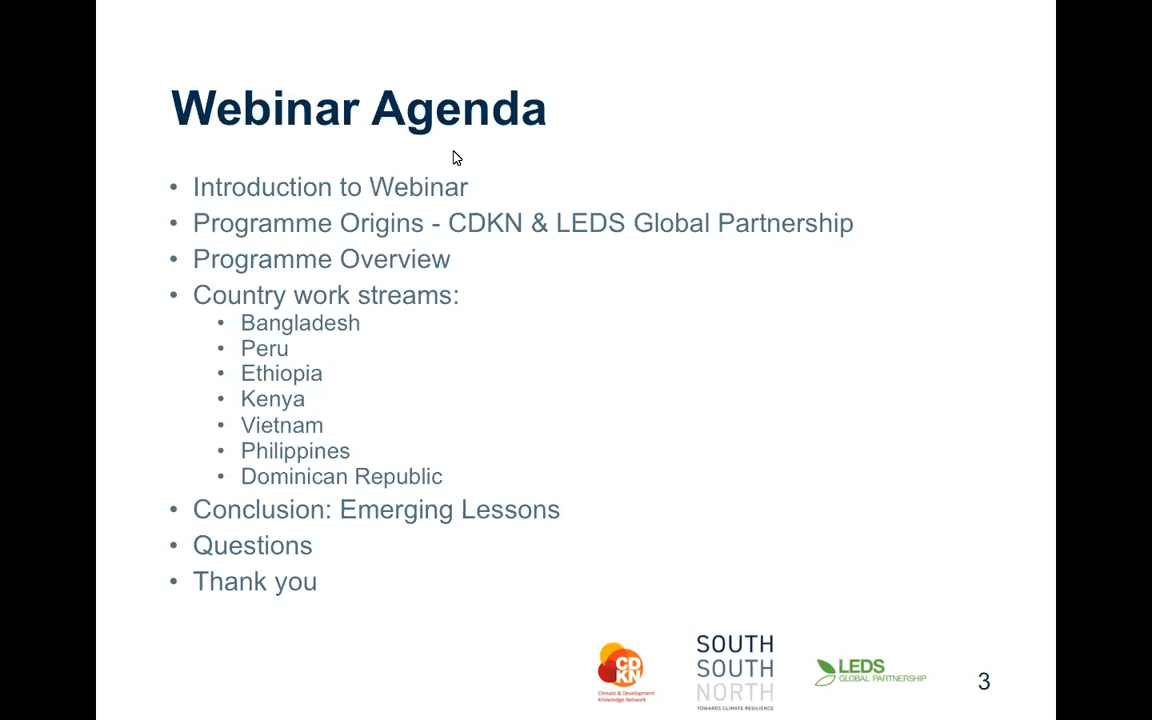 Webinar Agenda
• Introduction to Webinar
• Programme Origins - CDKN & LEDS Global Partnership
• Programme Overview
• Country work streams:
• Bangladesh
• Peru
• Ethiopia
• Kenya
• Vietnam
• Philippines
• Dominican Republic
• Conclusion: Emerging Lessons
• Questions
• Thank you
CD
KN
Climate & Development
Knowledge Network
SOUTH
SOUTH
NORTH
TOWARDS CLIMATE RESILIENCE
LEDS
GLOBAL PARTNERSHIP
3